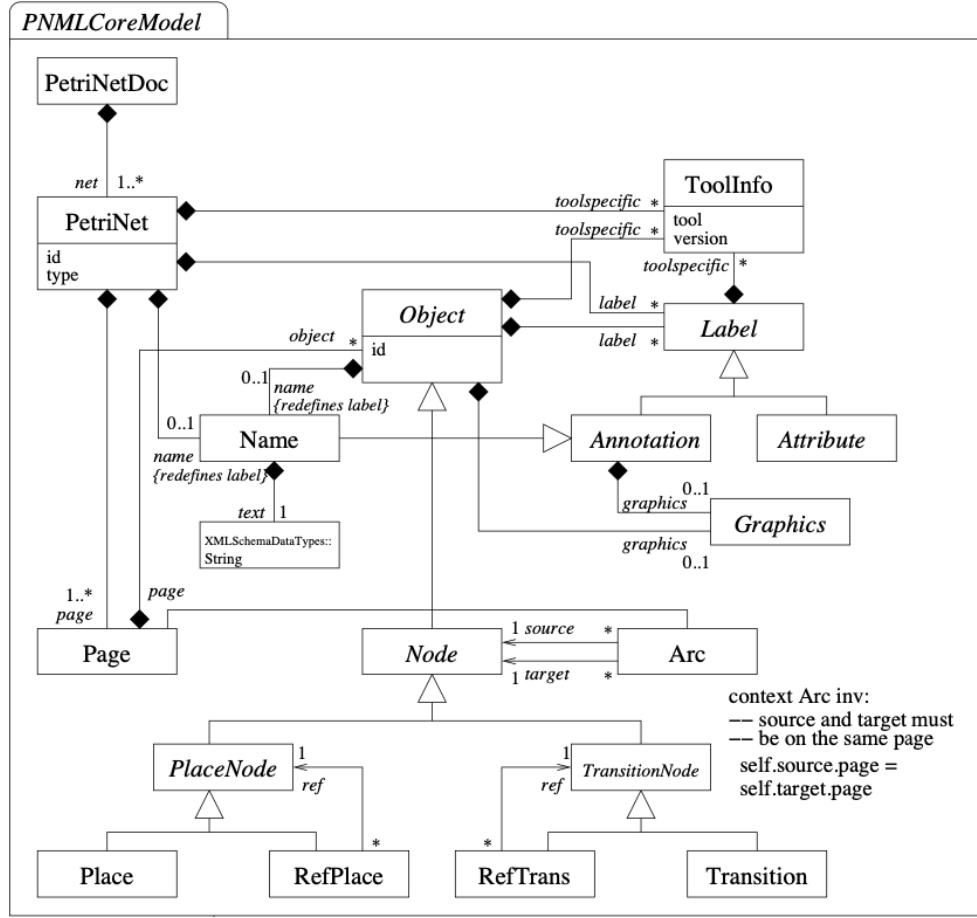 PNMLCoreModel
PetriNetDoc
net 1..*
PetriNet
id
type
toolspecific *
toolspecific *
ToolInfo
tool
version
toolspecific *
Object
id
object *
label *
label *
Label
0..1 name
{redefines label}
0..1
name
{redefines label}
Name
Annotation
Attribute
text 1
XMLSchemaDataTypes::
String
0..1
graphics
Graphics
graphics
0..1
1..*
page
page
Page
Node
1 source *
1 target *
Arc
context Arc inv:
−− source and target must
−− be on the same page
self.source.page =
self.target.page
PlaceNode
1
ref
*
TransitionNode
1
ref
*
Place
RefPlace
RefTrans
Transition